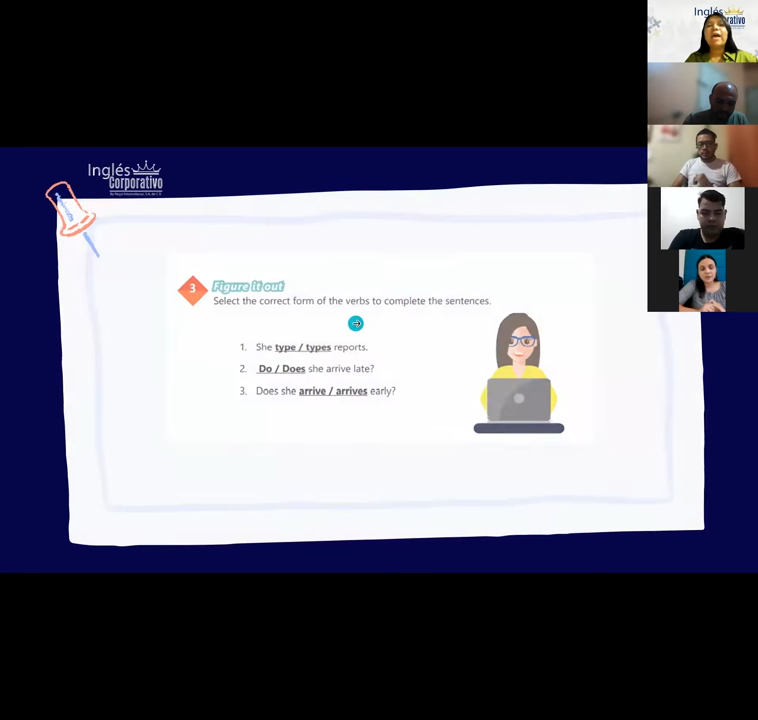 Inglés
Corporativo
Inglés
3
Figure it out
Select the correct form of the verbs to complete the sentences.
1. She type / types reports.
2. Do / Does she arrive late?
3. Does she arrive / arrives early?